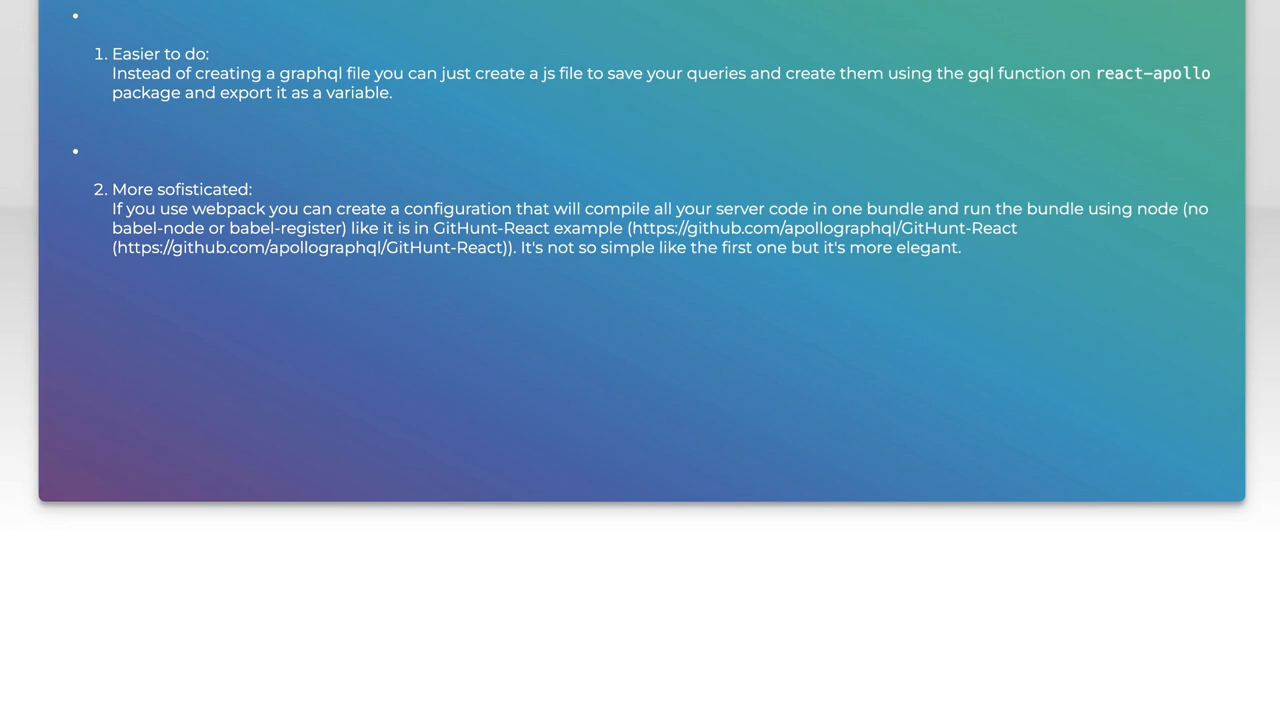 •
1. Easier to do:
Instead of creating a graphql file you can just create a js file to save your queries and create them using the gql function on react-apollo
package and export it as a variable.
•
2. More sofisticated:
If you use webpack you can create a configuration that will compile all your server code in one bundle and run the bundle using node (no
babel-node or babel-register) like it is in GitHunt-React example (https://github.com/apollographql/GitHunt-React
(https://github.com/apollographql/GitHunt-React)). It's not so simple like the first one but it's more elegant.